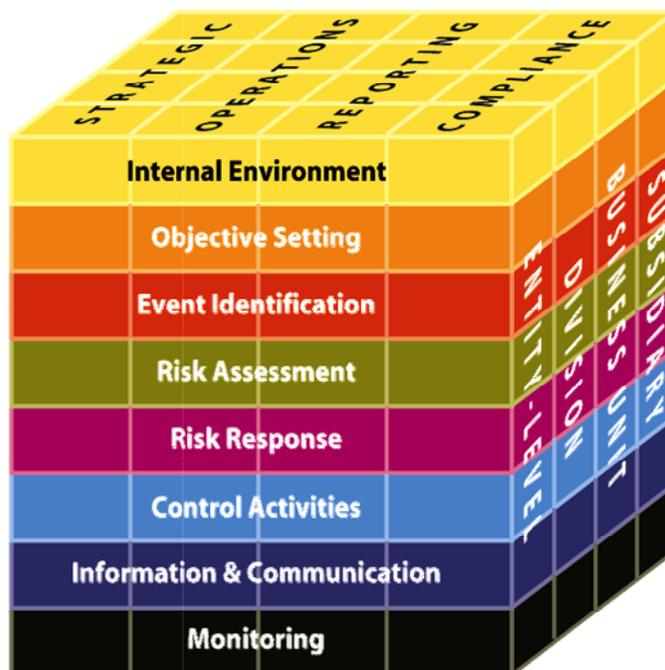 STRATEGIC
OPERATIONS
REPORTING
COMPLIANCE
Internal Environment
Objective Setting
Event Identification
Risk Assessment
Risk Response
Control Activities
Information & Communication
Monitoring
ENTITY-LEVEL
DIVISION
BUSINESS UNIT
SUBSIDIARY